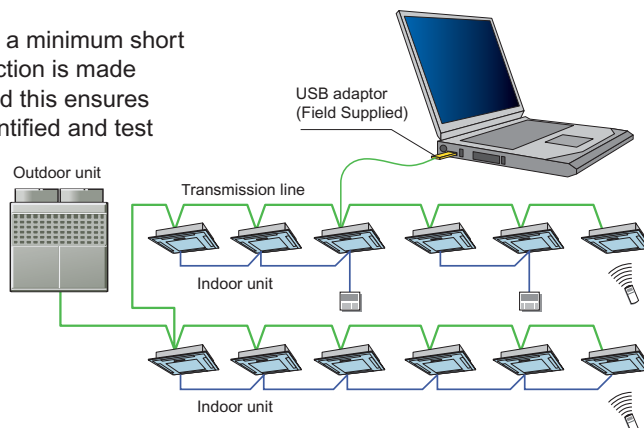 a minimum short
ction is made
d this ensures
ntified and test
USB adaptor
(Field Supplied)
Outdoor unit
Transmission line
Indoor unit
Indoor unit